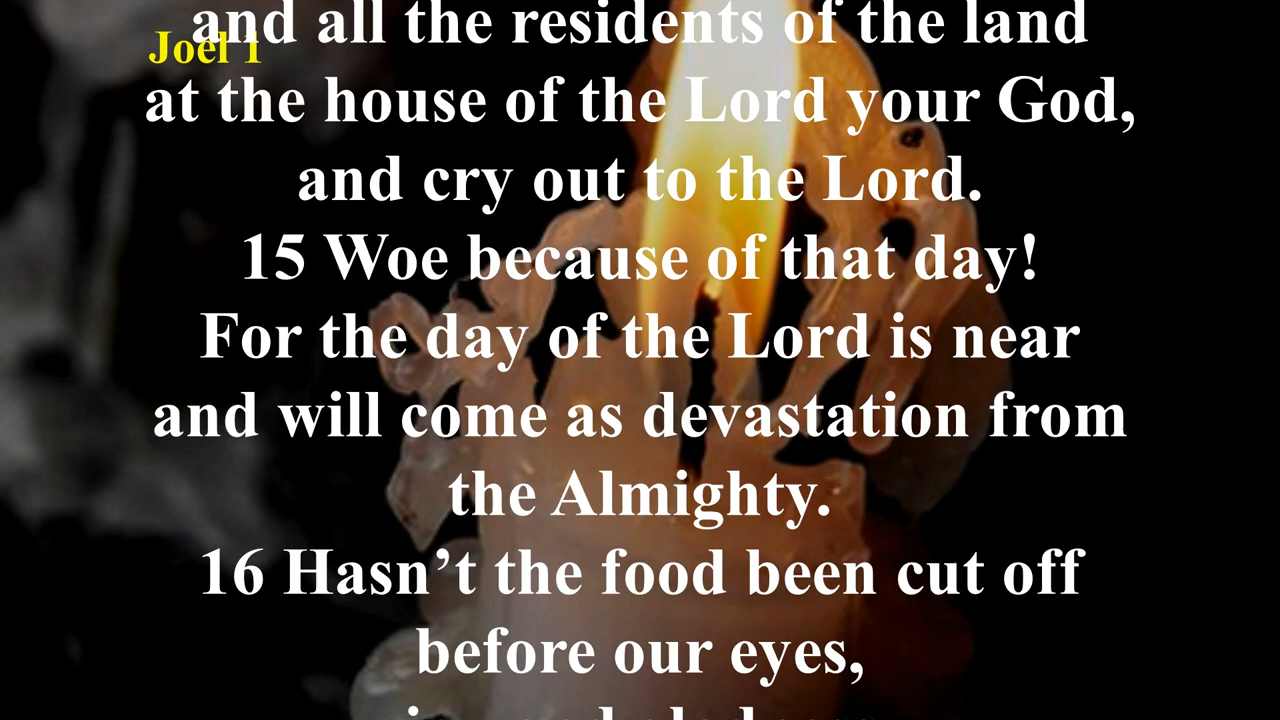 Joel 1
and all the residents of the land
at the house of the Lord your God,
and cry out to the Lord.
15 Woe because of that day!
For the day of the Lord is near
and will come as devastation from
the Almighty.
16 Hasn’t the food been cut off
before our eyes,